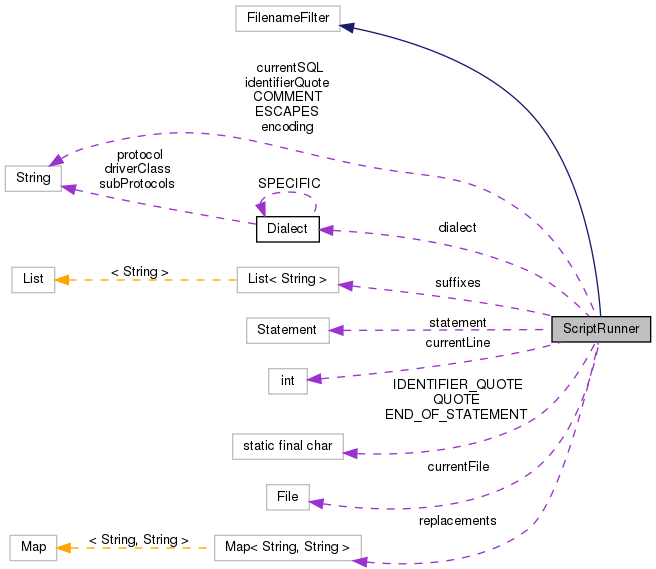 FilenameFilter
currentSQL
identifierQuote
COMMENT
ESCAPES
encoding
protocol
driverClass
subProtocols
String
SPECIFIC
Dialect
dialect
List
< String >
List< String >
suffixes
Statement
statement
ScriptRunner
currentLine
int
IDENTIFIER_QUOTE
QUOTE
END_OF_STATEMENT
static final char
currentFile
File
replacements
Map
< String, String >
Map< String, String >